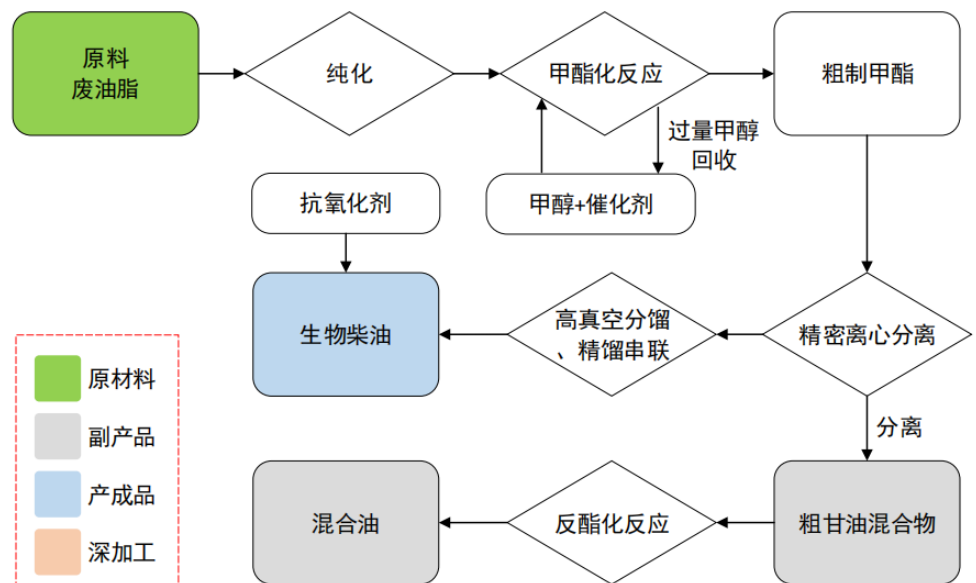 原料
废油脂
纯化
甲酯化反应
粗制甲酯
过量甲醇
回收
抗氧化剂
甲醇+催化剂
生物柴油
高真空分馏
、精馏串联
精密离心分离
分离
混合油
反酯化反应
粗甘油混合物
原材料
副产品
产成品
深加工